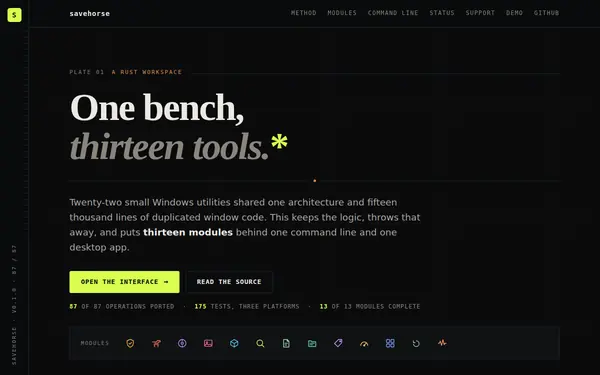 S
savehorse
METHOD MODULES COMMAND LINE STATUS SUPPORT DEMO GITHUB
PLATE 01 A RUST WORKSPACE
One bench,
thirteen tools.*
Twenty-two small Windows utilities shared one architecture and fifteen
thousand lines of duplicated window code. This keeps the logic, throws that
away, and puts thirteen modules behind one command line and one
desktop app.
OPEN THE INTERFACE → READ THE SOURCE
87 OF 87 OPERATIONS PORTED · 175 TESTS, THREE PLATFORMS · 13 OF 13 MODULES COMPLETE
MODULES
SAVEHORSE V0.1.0 · 87 / 87